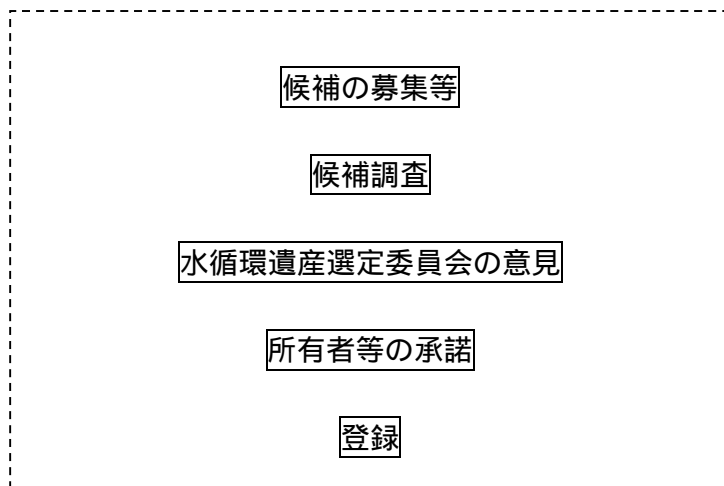 候補の募集等
候補調査
水循環遺産選定委員会の意見
所有者等の承諾
登録